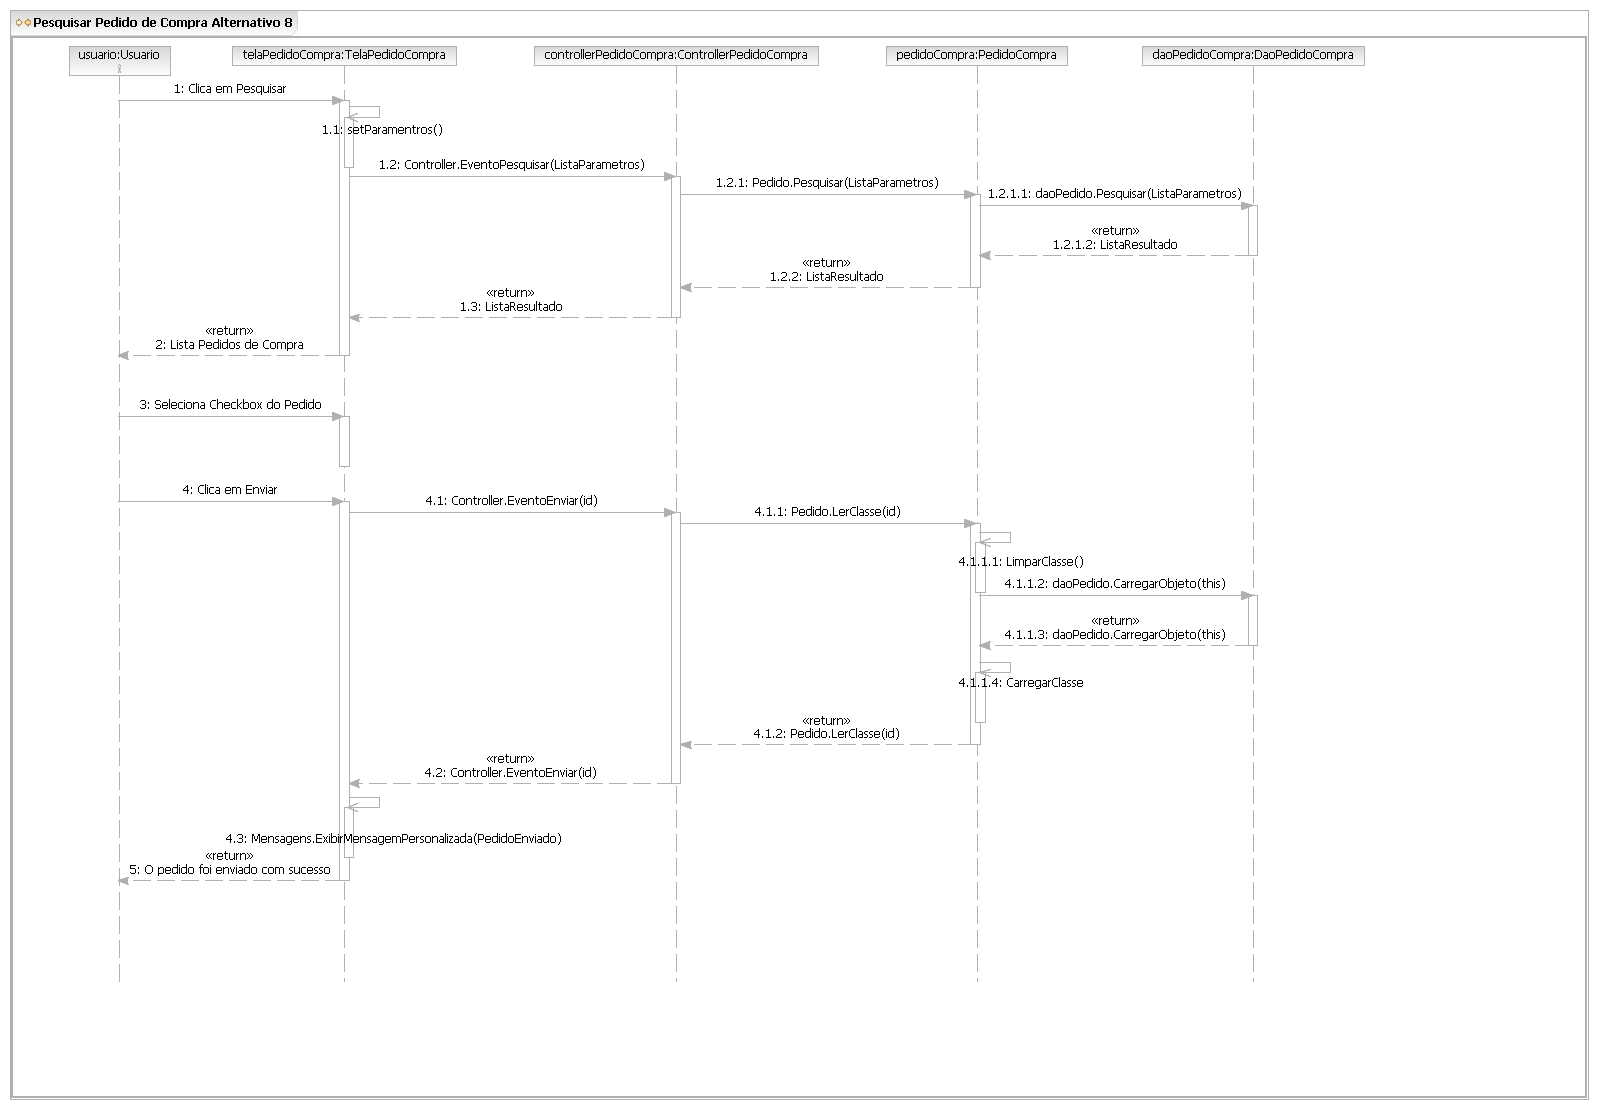 Pesquisar Pedido de Compra Alternativo 8
usuario:Usuario
telaPedidoCompra:TelaPedidoCompra
controllerPedidoCompra:ControllerPedidoCompra
pedidoCompra:PedidoCompra
daoPedidoCompra:DaoPedidoCompra
1: Clica em Pesquisar
1.1: setParamentros()
1.2: Controller.EventoPesquisar(ListaParametros)
1.2.1: Pedido.Pesquisar(ListaParametros)
1.2.1.1: daoPedido.Pesquisar(ListaParametros)
«return»
1.2.1.2: ListaResultado
«return»
1.2.2: ListaResultado
«return»
1.3: ListaResultado
«return»
2: Lista Pedidos de Compra
3: Seleciona Checkbox do Pedido
4: Clica em Enviar
4.1: Controller.EventoEnviar(id)
4.1.1: Pedido.LerClasse(id)
4.1.1.1: LimparClasse()
4.1.1.2: daoPedido.CarregarObjeto(this)
«return»
4.1.1.3: daoPedido.CarregarObjeto(this)
4.1.1.4: CarregarClasse
«return»
4.1.2: Pedido.LerClasse(id)
«return»
4.2: Controller.EventoEnviar(id)
4.3: Mensagens.ExibirMensagemPersonalizada(PedidoEnviado)
«return»
5: O pedido foi enviado com sucesso